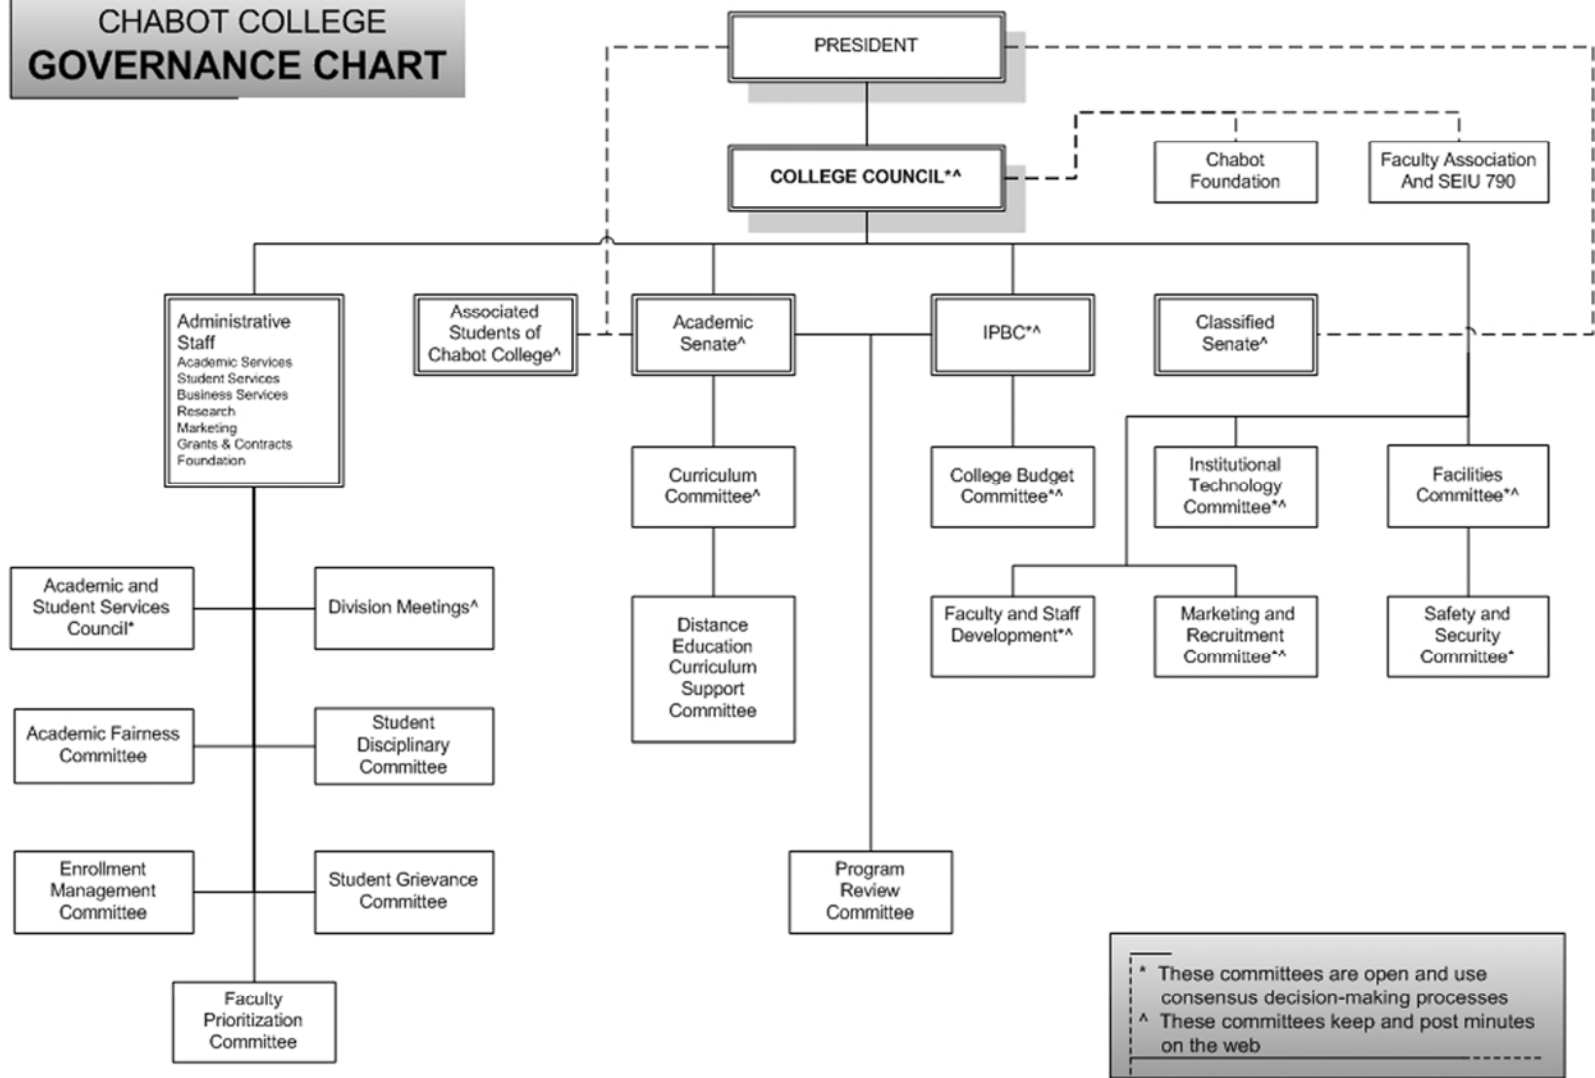 CHABOT COLLEGE
GOVERNANCE CHART
PRESIDENT
COLLEGE COUNCIL*^
Chabot
Foundation
Faculty Association
And SEIU 790
Administrative
Staff
Academic Services
Student Services
Business Services
Research
Marketing
Grants & Contracts
Foundation
Associated
Students of
Chabot College^
Academic
Senate^
IPBC*^
Classified
Senate^
Curriculum
Committee^
College Budget
Committee*^
Institutional
Technology
Committee*^
Facilities
Committee*^
Academic and
Student Services
Council*
Division Meetings^
Distance
Education
Curriculum
Support
Committee
Faculty and Staff
Development*^
Marketing and
Recruitment
Committee*^
Safety and
Security
Committee*
Academic Fairness
Committee
Student
Disciplinary
Committee
Enrollment
Management
Committee
Student Grievance
Committee
Program
Review
Committee
Faculty
Prioritization
Committee
* These committees are open and use
consensus decision-making processes
^ These committees keep and post minutes
on the web